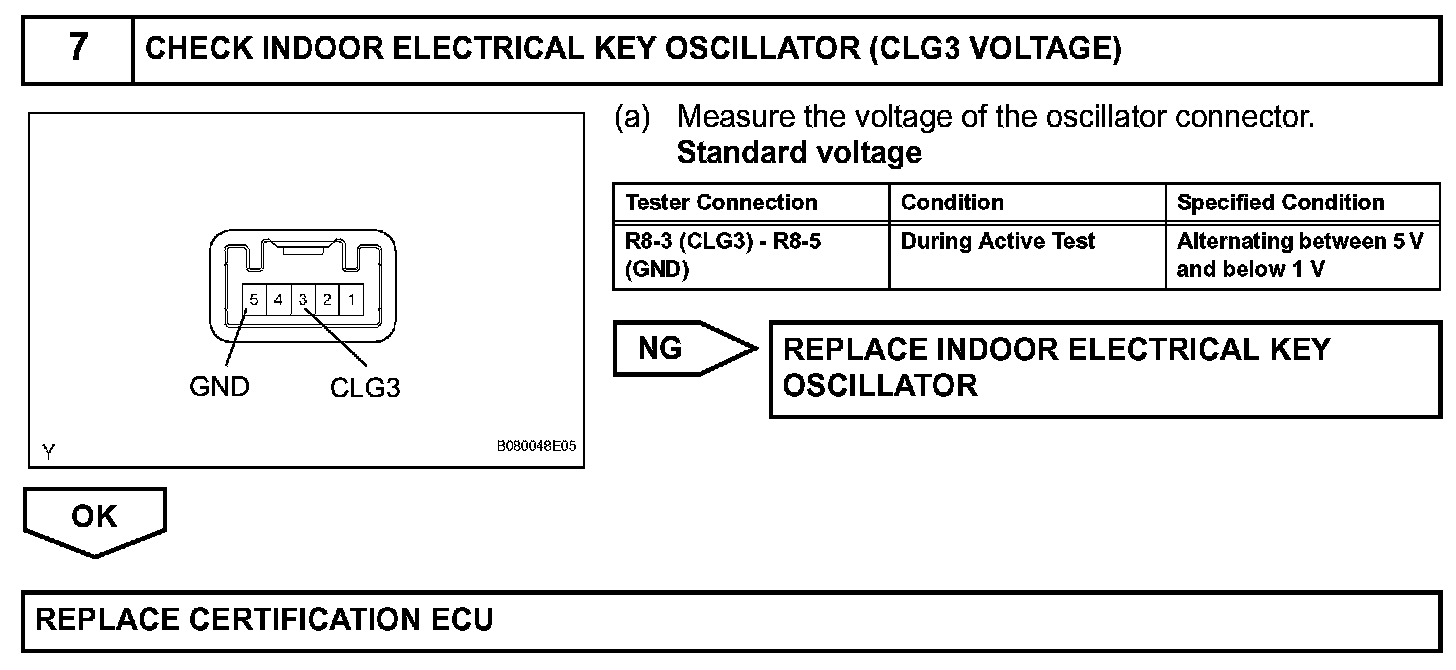 7
CHECK INDOOR ELECTRICAL KEY OSCILLATOR (CLG3 VOLTAGE)
5 4 3 2 1
GND
CLG3
Y
B080048E05
(a) Measure the voltage of the oscillator connector.
Standard voltage
Tester Connection
Condition
Specified Condition
R8-3 (CLG3) - R8-5
(GND)
During Active Test
Alternating between 5 V
and below 1 V
NG
REPLACE INDOOR ELECTRICAL KEY
OSCILLATOR
OK
REPLACE CERTIFICATION ECU